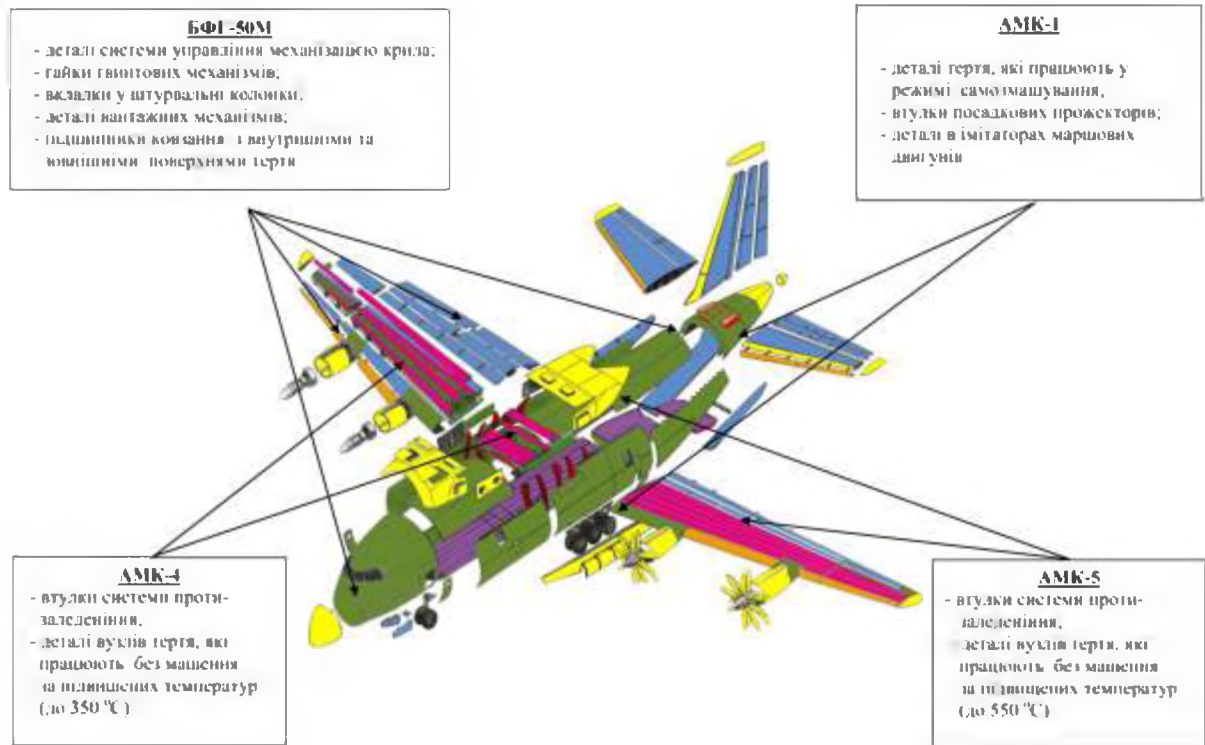 БФГ-50М
- деталі системи управління механізацією крила;
- гайки гвинтових механізмів;
- вкладки у штурвальні колонки,
- деталі вантажних механізмів;
- підшипники ковзання з внутрішніми та
зовнішніми поверхнями тертя
АМК-1
- деталі тертя, які працюють у
режимі самозмащування,
- втулки посадкових прожекторів;
- деталі в імітаторах маршових
двигунів
АМК-4
- втулки системи проти-
заледеніння,
- деталі вузлів тертя, які
працюють без мащення
за підвищених температур
(до 350 °С)
АМК-5
- втулки системи проти-
заледеніння,
деталі вузлів тертя, які
працюють без мащення
за підвищених температур
(до 550 °С)